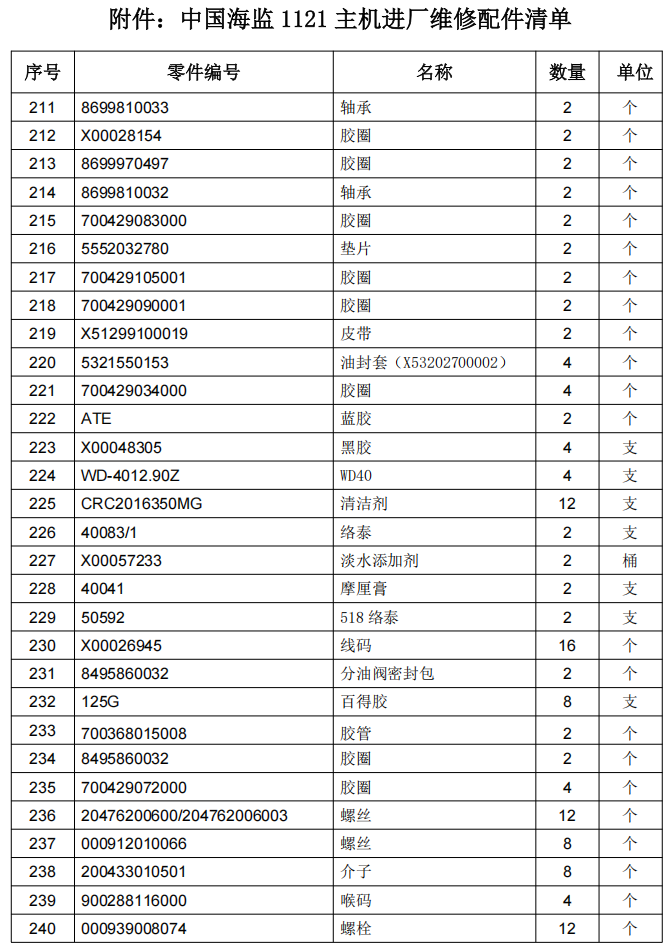 附件：中国海监 1121 主机进厂维修配件清单
序号 零件编号 名称 数量 单位
211 8699810033 轴承 2 个
212 X00028154 胶圈 2 个
213 8699970497 胶圈 2 个
214 8699810032 轴承 2 个
215 700429083000 胶圈 2 个
216 5552032780 垫片 2 个
217 700429105001 胶圈 2 个
218 700429090001 胶圈 2 个
219 X51299100019 皮带 2 个
220 5321550153 油封套（X53202700002） 4 个
221 700429034000 胶圈 4 个
222 ATE 蓝胶 2 个
223 X00048305 黑胶 4 支
224 WD-4012.90Z WD40 4 支
225 CRC2016350MG 清洁剂 12 支
226 40083/1 络泰 2 支
227 X00057233 淡水添加剂 2 桶
228 40041 摩厘膏 2 支
229 50592 518 络泰 2 支
230 X00026945 线码 16 个
231 8495860032 分油阀密封包 2 个
232 125G 百得胶 8 支
233 700368015008 胶管 2 个
234 8495860032 胶圈 2 个
235 700429072000 胶圈 4 个
236 20476200600/204762006003 螺丝 12 个
237 000912010066 螺丝 8 个
238 200433010501 介子 8 个
239 900288116000 喉码 4 个
240 000939008074 螺栓 12 个